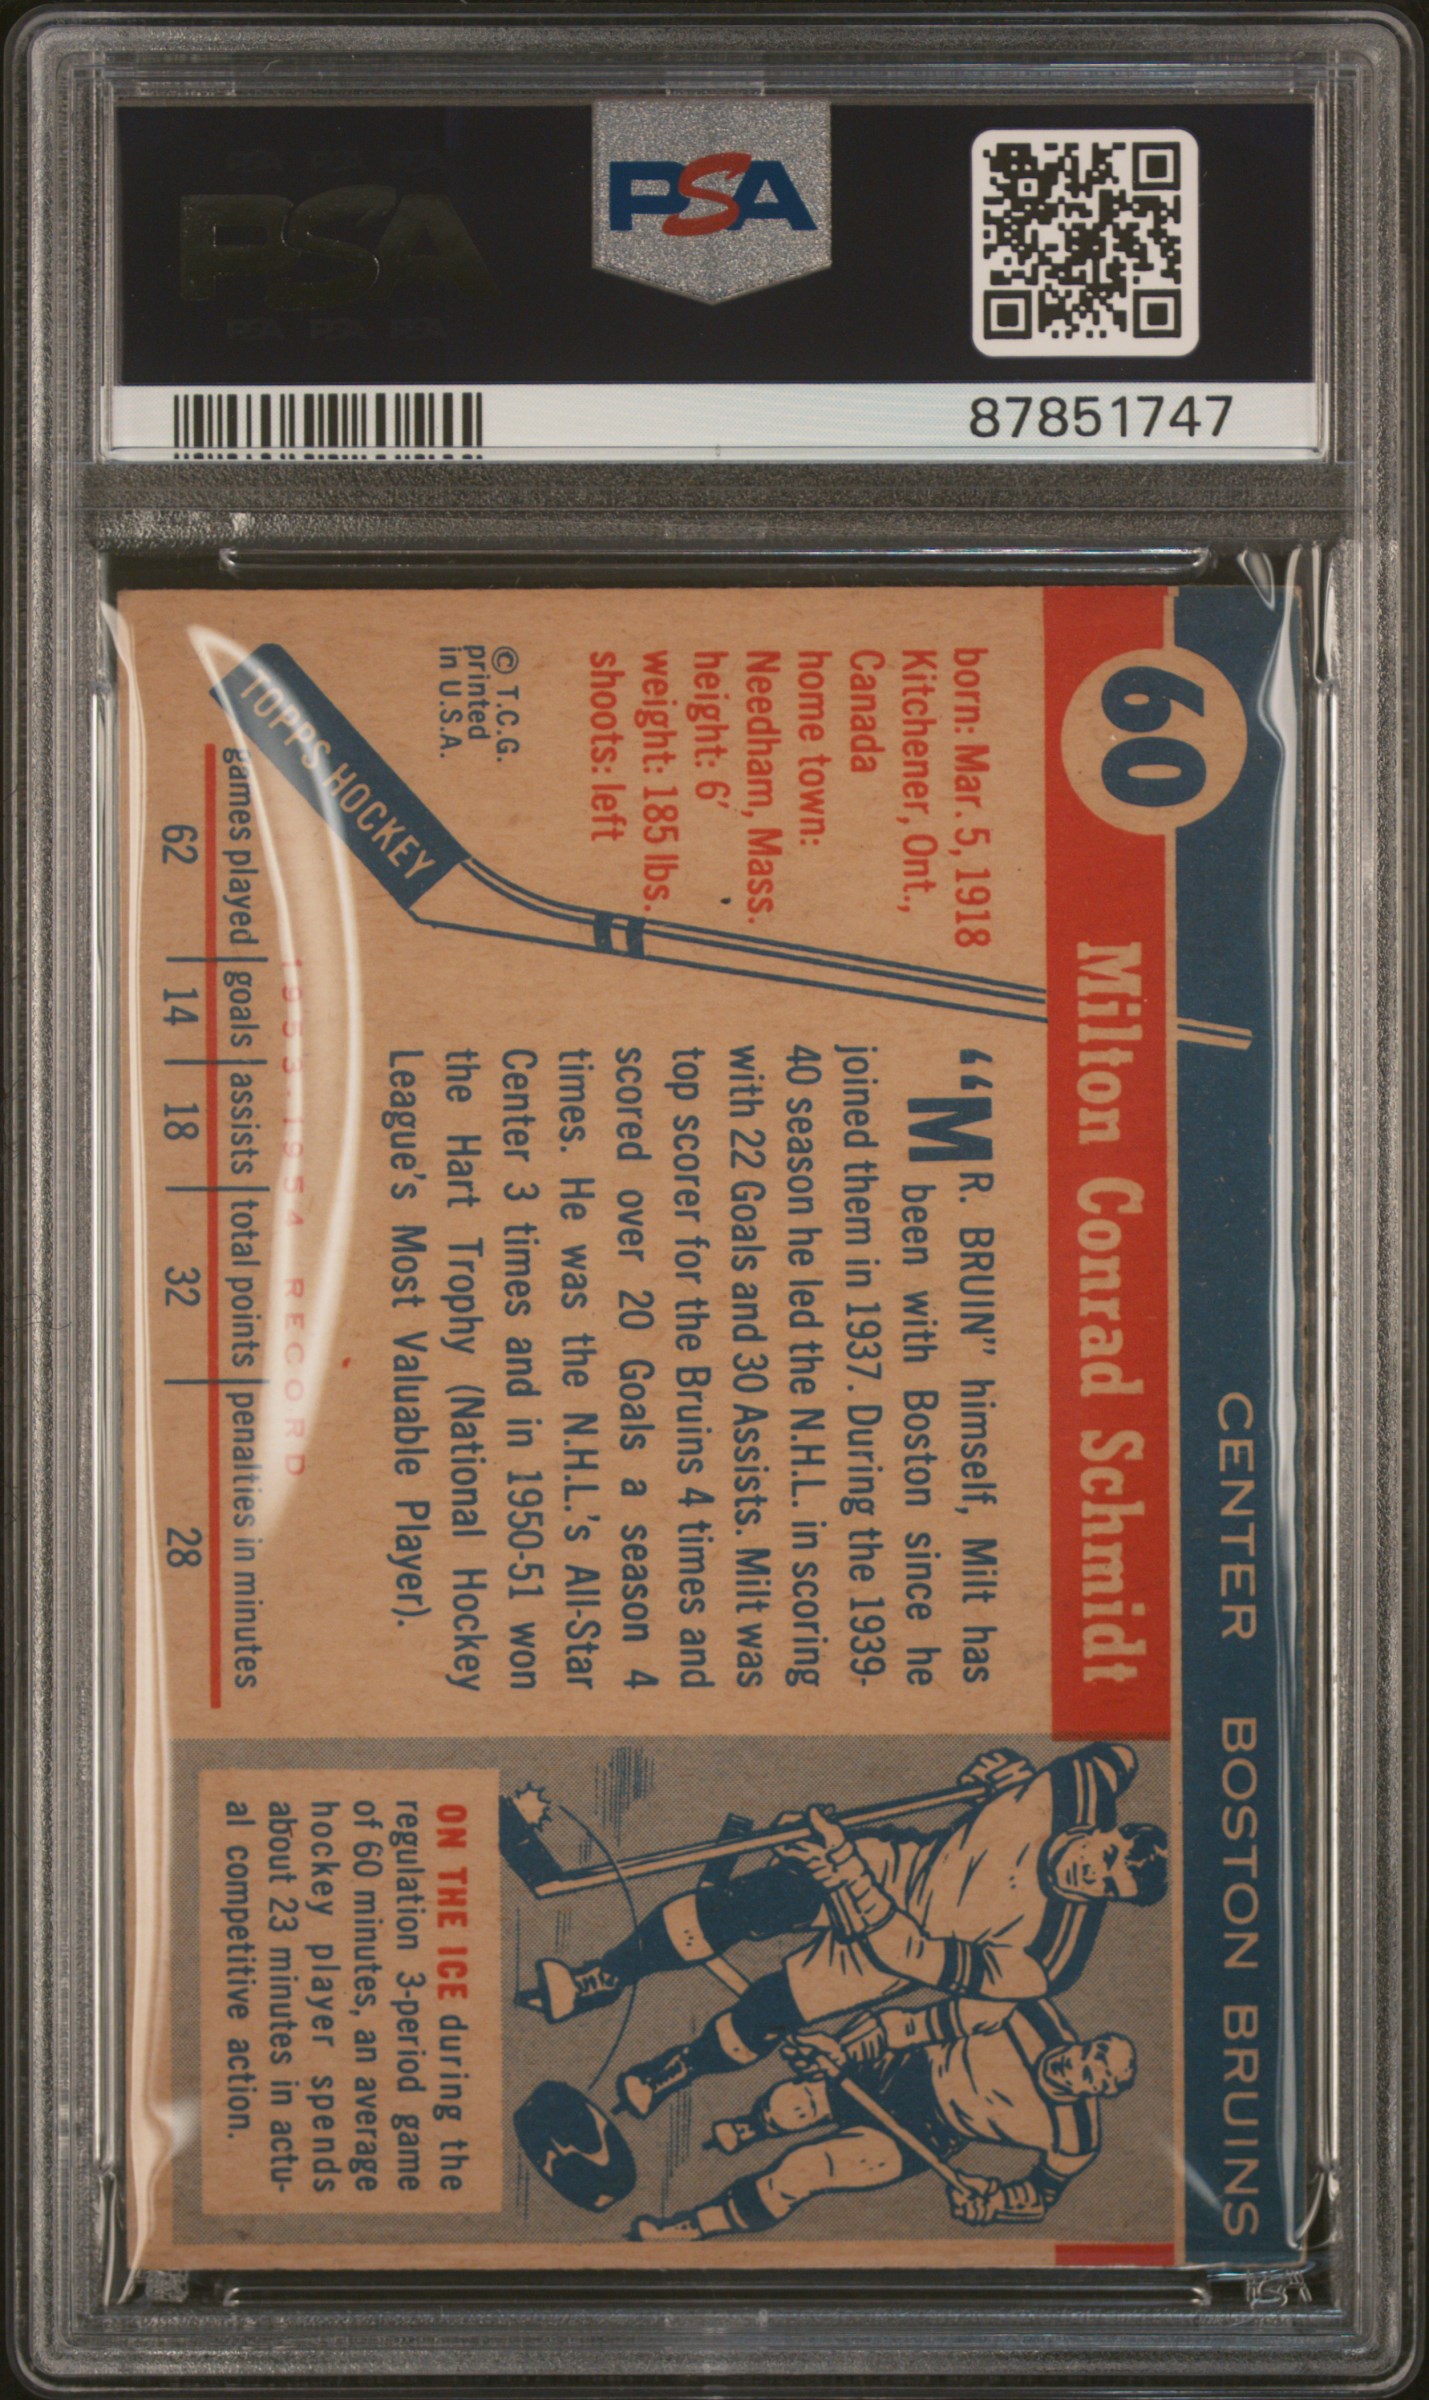 PSA
PSA
87851747
CENTER BOSTON BRUINS
60
Milton Conrad Schmidt
born: Mar. 5, 1918
Kitchener, Ont.,
Canada
home town:
Needham, Mass.
height: 6'
weight: 185 lbs.
shoots: left
© T.C.G.
printed
in U.S.A.
TOPPS HOCKEY
“MR. BRUIN” himself, Milt has
been with Boston since he
joined them in 1937. During the 1939-
40 season he led the N.H.L. in scoring
with 22 Goals and 30 Assists. Milt was
top scorer for the Bruins 4 times and
scored over 20 Goals a season 4
times. He was the N.H.L.'s All-Star
Center 3 times and in 1950-51 won
the Hart Trophy (National Hockey
League's Most Valuable Player).
1953-1954 RECORD
games played | goals | assists | total points | penalties in minutes
62 | 14 | 18 | 32 | 28
ON THE ICE during the
regulation 3-period game
of 60 minutes, an average
hockey player spends
about 23 minutes in actu-
al competitive action.